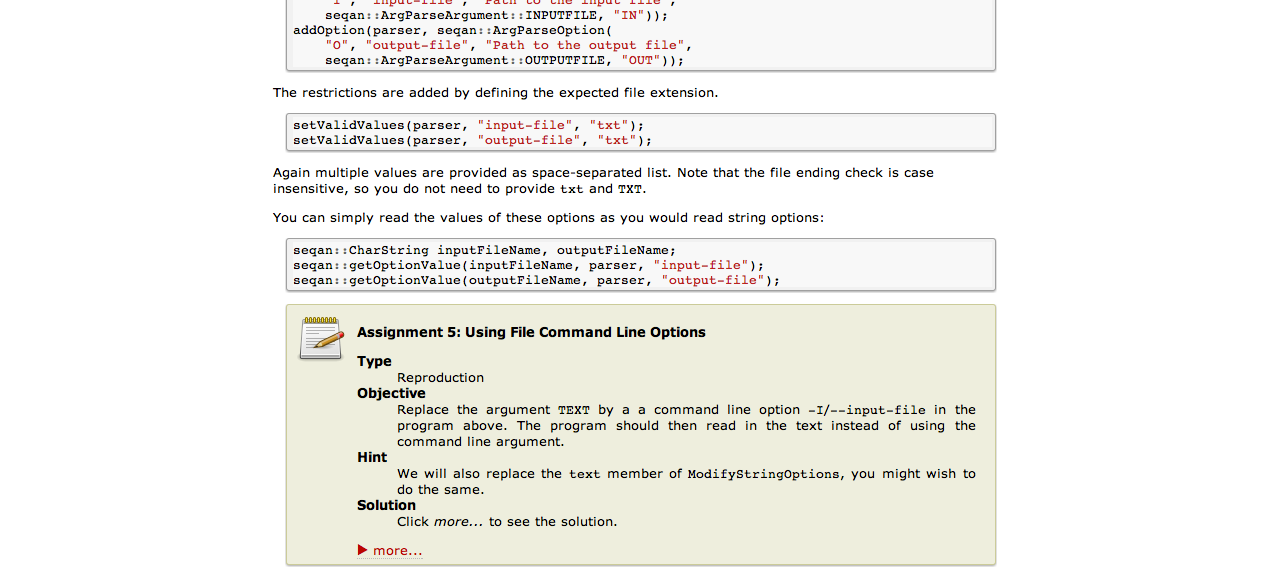 "I", "input-file", "Path to the input file",
seqan::ArgParseArgument::INPUTFILE, "IN"));
addOption(parser, seqan::ArgParseOption(
"O", "output-file", "Path to the output file",
seqan::ArgParseArgument::OUTPUTFILE, "OUT"));
The restrictions are added by defining the expected file extension.
setValidValues(parser, "input-file", "txt");
setValidValues(parser, "output-file", "txt");
Again multiple values are provided as space-separated list. Note that the file ending check is case
insensitive, so you do not need to provide txt and TXT.
You can simply read the values of these options as you would read string options:
seqan::CharString inputFileName, outputFileName;
seqan::getOptionValue(inputFileName, parser, "input-file");
seqan::getOptionValue(outputFileName, parser, "output-file");
Assignment 5: Using File Command Line Options
Type
Reproduction
Objective
Replace the argument TEXT by a a command line option -I/--input-file in the
program above. The program should then read in the text instead of using the
command line argument.
Hint
We will also replace the text member of ModifyStringOptions, you might wish to
do the same.
Solution
Click more... to see the solution.
more...